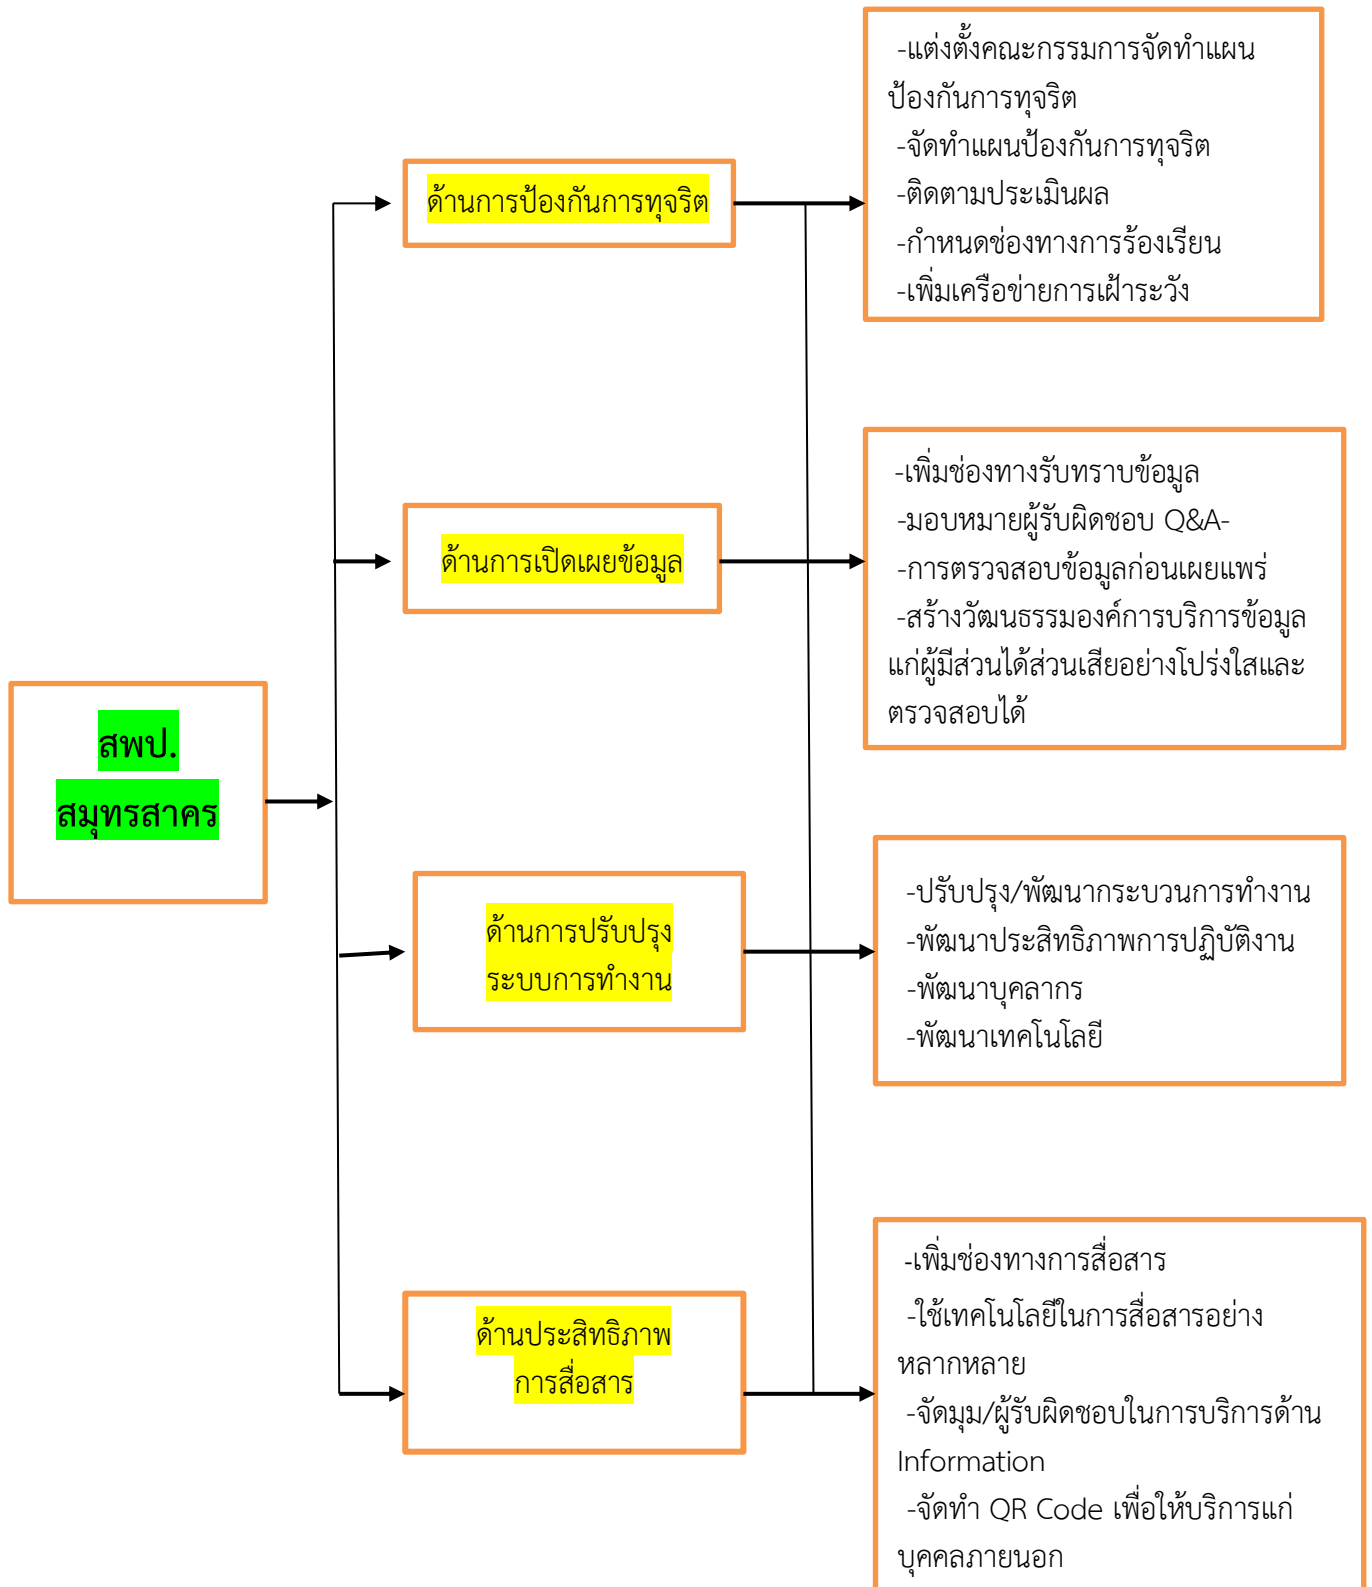 -แต่งตั้งคณะกรรมการจัดทำแผน
ป้องกันการทุจริต
-จัดทำแผนป้องกันการทุจริต
-ติดตามประเมินผล
-กำหนดช่องทางการร้องเรียน
-เพิ่มเครือข่ายการเฝ้าระวัง
ด้านการป้องกันการทุจริต
-เพิ่มช่องทางรับทราบข้อมูล
-มอบหมายผู้รับผิดชอบ Q&A-
-การตรวจสอบข้อมูลก่อนเผยแพร่
-สร้างวัฒนธรรมองค์การบริการข้อมูล
แก่ผู้มีส่วนได้ส่วนเสียอย่างโปร่งใสและ
ตรวจสอบได้
ด้านการเปิดเผยข้อมูล
สพป.
สมุทรสาคร
ด้านการปรับปรุง
ระบบการทำงาน
-ปรับปรุง/พัฒนากระบวนการทำงาน
-พัฒนาประสิทธิภาพการปฏิบัติงาน
-พัฒนาบุคลากร
-พัฒนาเทคโนโลยี
ด้านประสิทธิภาพ
การสื่อสาร
-เพิ่มช่องทางการสื่อสาร
-ใช้เทคโนโลยีในการสื่อสารอย่าง
หลากหลาย
-จัดมุม/ผู้รับผิดชอบในการบริการด้าน
Information
-จัดทำ QR Code เพื่อให้บริการแก่
บุคคลภายนอก